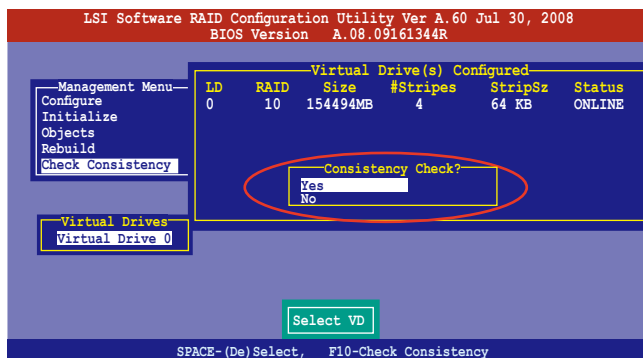 LSI Software RAID Configuration Utility Ver A.60 Jul 30, 2008
BIOS Version A.08.09161344R
Virtual Drive(s) Configured
LD RAID Size #Stripes StripSz Status
0 10 154494MB 4 64 KB ONLINE
Management Menu
Configure
Initialize
Objects
Rebuild
Check Consistency
Consistency Check?
Yes
No
Virtual Drives
Virtual Drive 0
Select VD
SPACE-(De)Select, F10-Check Consistency